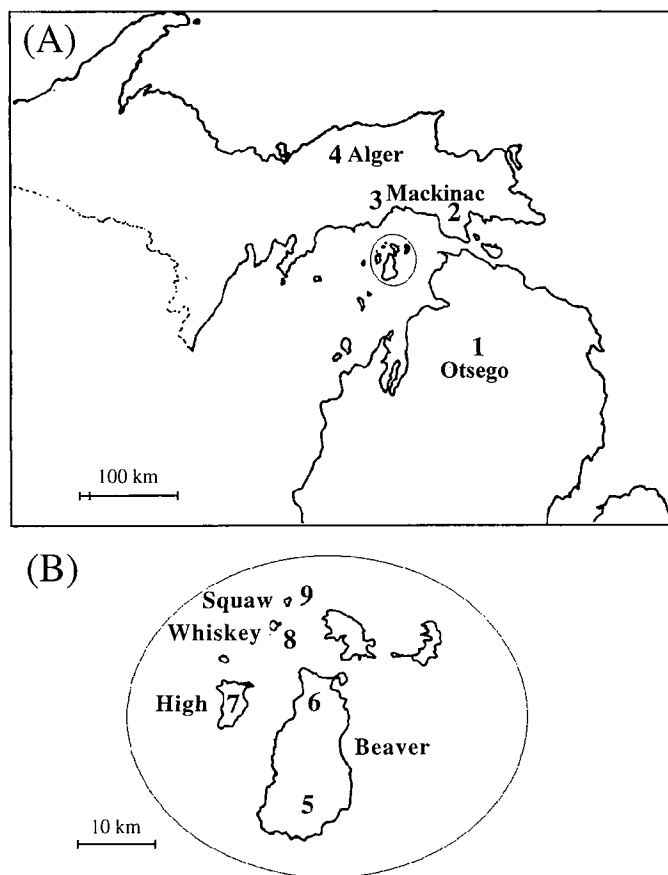 (A)
4 Alger
3 Mackinac
2
1
Otsego
100 km
(B)
Squaw 9
Whiskey 8
High 7 6
Beaver
5
10 km